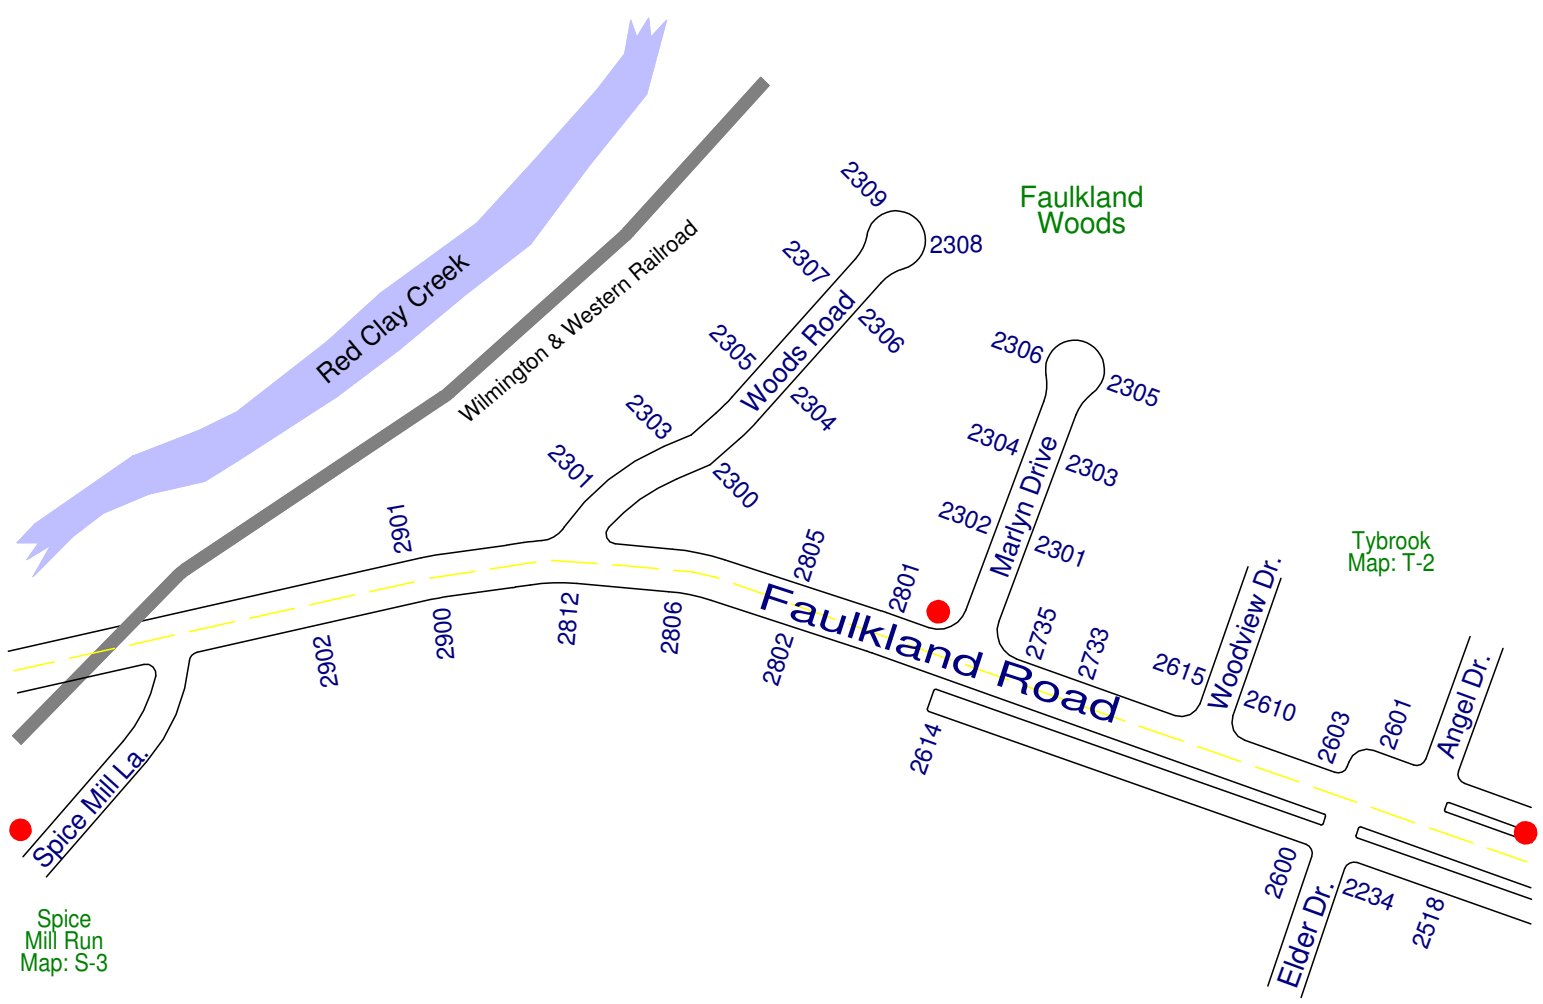 2309
Faulkland
Woods
2308
2307
Red Clay Creek
Wilmington & Western Railroad
Woods Road
2306
2305
2306
2305
2304
2303
2304
2303
2301
2300
Marlyn Drive
2302
2301
2901
2805
2801
Tybrook
Map: T-2
Woodview Dr.
2902
2900
2812
2806
2802
Faulkland Road
2735
2733
2615
2610
2603
2601
Angel Dr.
2614
Spice Mill La.
2600
Elder Dr.
2234
2518
Spice
Mill Run
Map: S-3